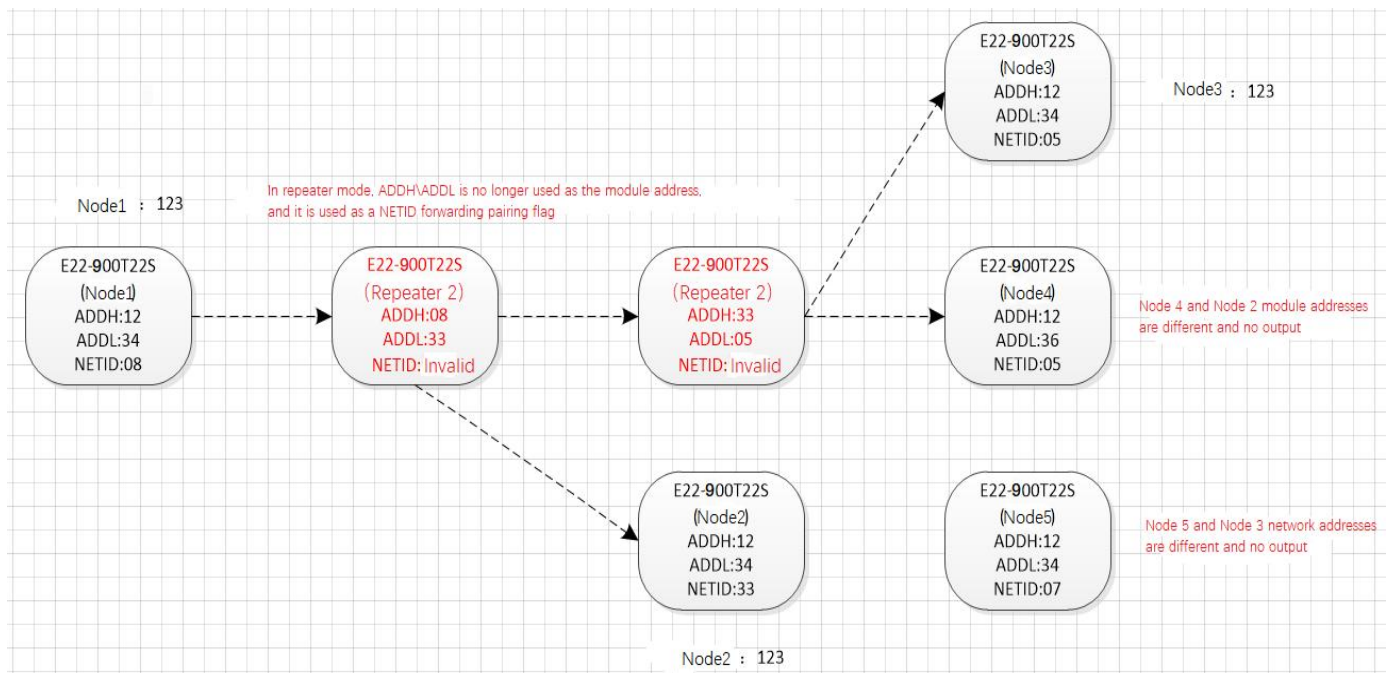 E22-900T22S
(Node3)
ADDH:12
ADDL:34
NETID:05
Node3 : 123
Node1 : 123
In repeater mode, ADDH\ADDL is no longer used as the module address,
and it is used as a NETID forwarding pairing flag
E22-900T22S
(Node1)
ADDH:12
ADDL:34
NETID:08
E22-900T22S
(Repeater 2)
ADDH:08
ADDL:33
NETID: Invalid
E22-900T22S
(Repeater 2)
ADDH:33
ADDL:05
NETID: Invalid
E22-900T22S
(Node4)
ADDH:12
ADDL:36
NETID:05
Node 4 and Node 2 module addresses
are different and no output
E22-900T22S
(Node2)
ADDH:12
ADDL:34
NETID:33
E22-900T22S
(Node5)
ADDH:12
ADDL:34
NETID:07
Node 5 and Node 3 network addresses
are different and no output
Node2 : 123